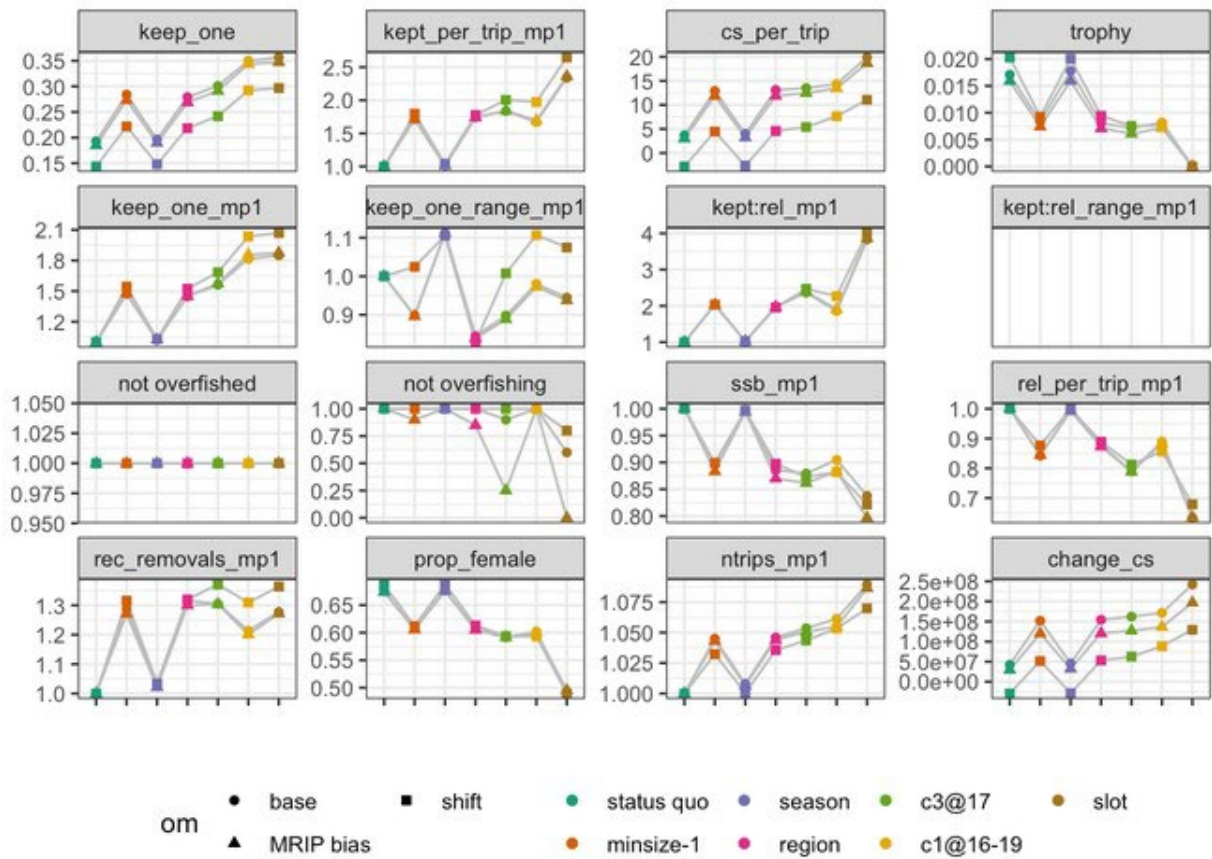 keep_one kept_per_trip_mp1 cs_per_trip trophy
0.35 0.30 0.25 0.20 0.15
2.5 2.0 1.5 1.0
20 15 10 5 0
0.020 0.015 0.010 0.005 0.000
keep_one_mp1 keep_one_range_mp1 kept:rel_mp1 kept:rel_range_mp1
2.1 1.8 1.5 1.2
1.1 1.0 0.9
4 3 2 1
not overfished not overfishing ssb_mp1 rel_per_trip_mp1
1.050 1.025 1.000 0.975 0.950
1.00 0.75 0.50 0.25 0.00
1.00 0.95 0.90 0.85 0.80
1.0 0.9 0.8 0.7
rec_removals_mp1 prop_female ntrips_mp1 change_cs
1.3 1.2 1.1 1.0
0.65 0.60 0.55 0.50
1.075 1.050 1.025 1.000
2.5e+08 2.0e+08 1.5e+08 1.0e+08 5.0e+07 0.0e+00
om
base shift status quo season c3@17 slot
MRIP bias minsize-1 region c1@16-19